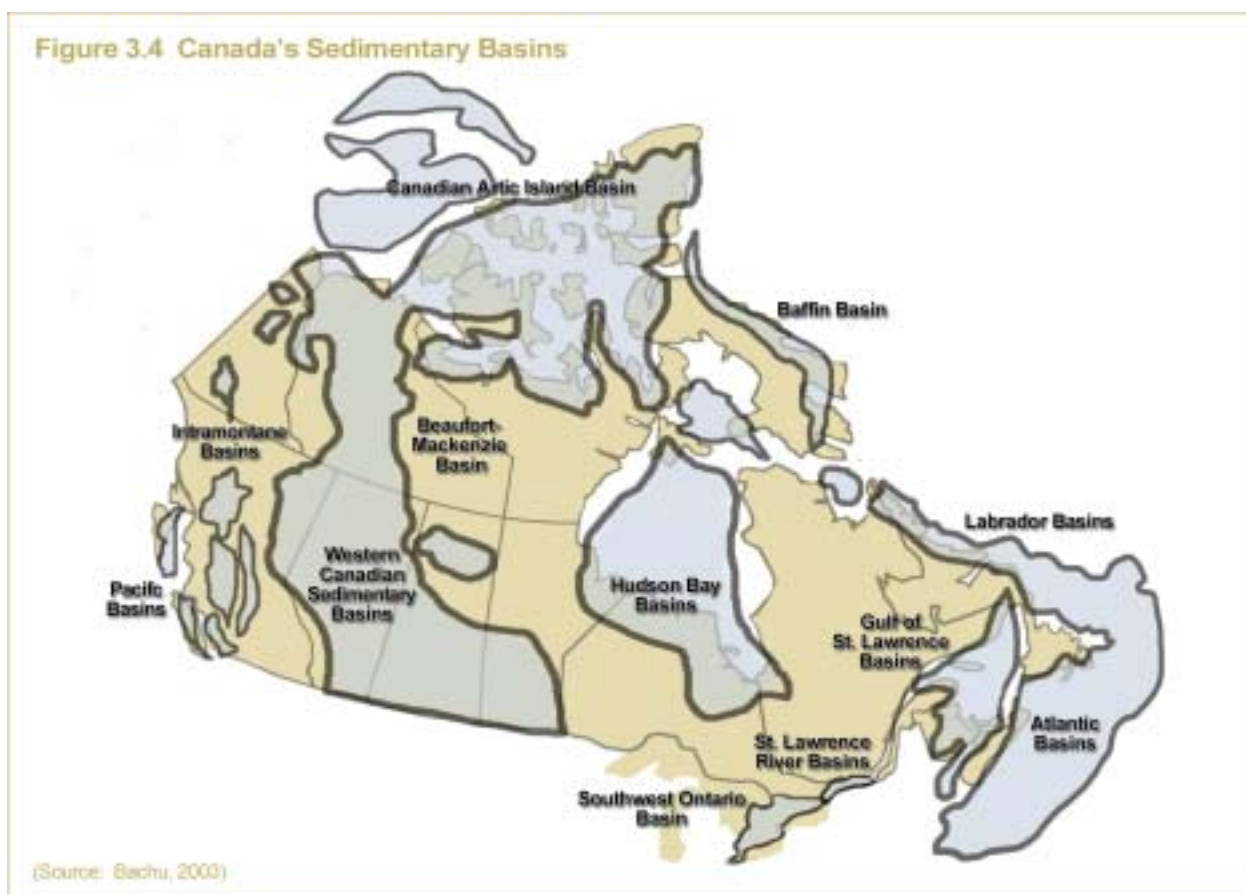 Figure 3.4 Canada's Sedimentary Basins
Canadian Artic Island Basin
Baffin Basin
Intramontane
Basins
Beaufort-
Mackenzie
Basin
Labrador Basins
Western
Canadian
Sedimentary
Basins
Pacifc
Basins
Hudson Bay
Basins
Gulf of
St. Lawrence
Basins
Atlantic
Basins
St. Lawrence
River Basins
Southwest Ontario
Basin
(Source: Bachu, 2003)